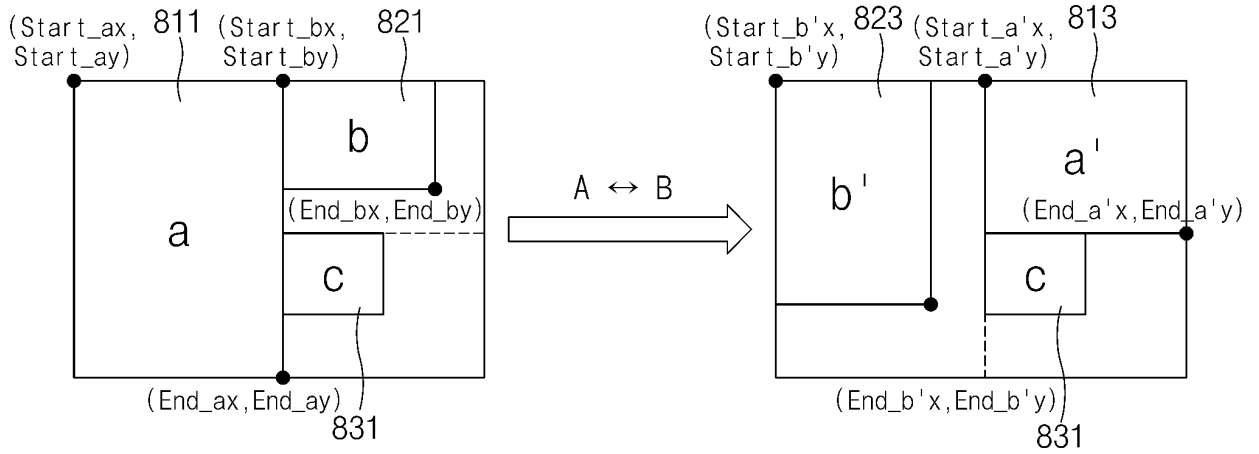 (Start_ax,
Start_ay)
811
(Start_bx,
Start_by)
821
a
b
(End_bx,End_by)
c
(End_ax,End_ay)
831
A ↔ B
(Start_b'x,
Start_b'y)
823
(Start_a'x,
Start_a'y)
813
b'
a'
(End_a'x,End_a'y)
c
(End_b'x,End_b'y)
831